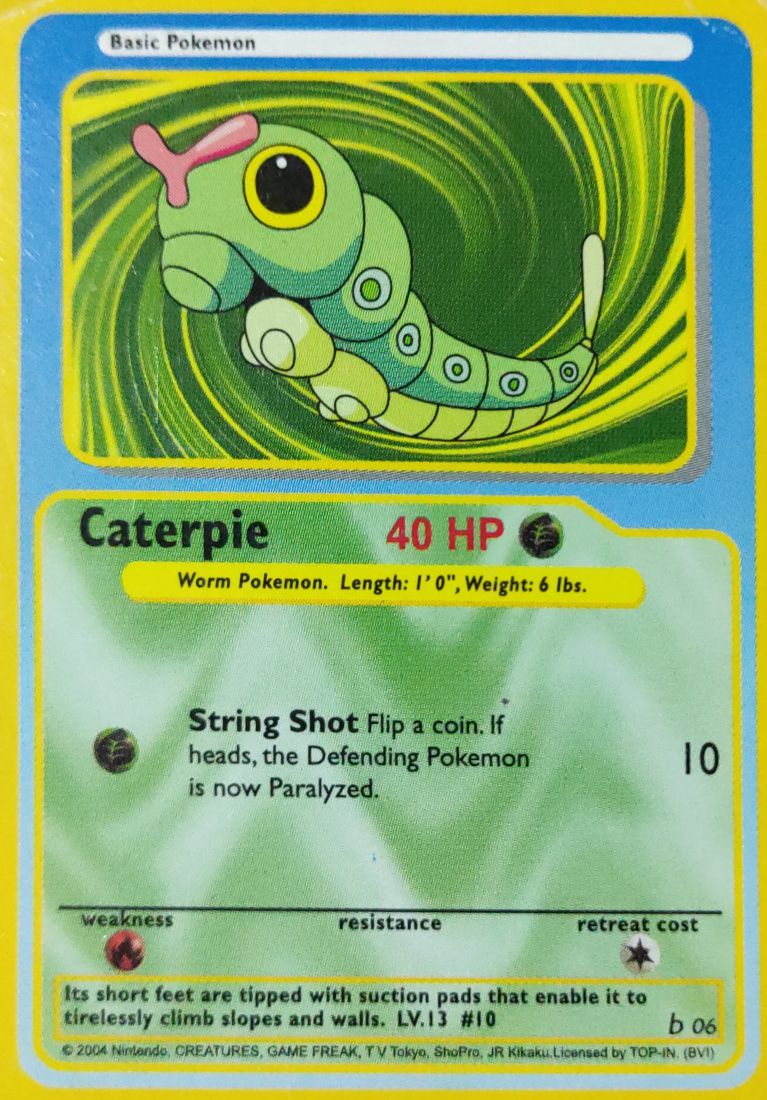 Basic Pokemon
Caterpie 40 HP
Worm Pokemon. Length: 1' 0", Weight: 6 lbs.
String Shot Flip a coin. If
heads, the Defending Pokemon
is now Paralyzed.
10
weakness resistance retreat cost
Its short feet are tipped with suction pads that enable it to
tirelessly climb slopes and walls. LV.13 #10
b 06
© 2004 Nintendo, CREATURES, GAME FREAK, TV Tokyo, ShoPro, JR Kikaku.Licensed by TOP-IN. (BVI)